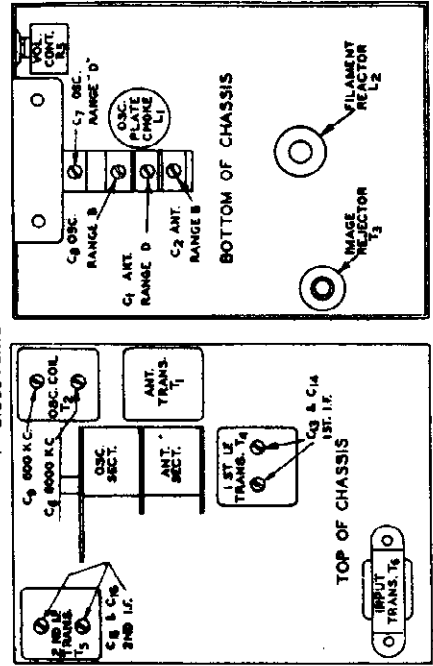 VOL.
CONT.
R5
C7 OSC.
RANGE "D"
OSC.
PLATE
CHOKE
L1
C8 OSC.
RANGE B
C1 ANT.
RANGE D
C2 ANT.
RANGE B
BOTTOM OF CHASSIS
FILAMENT
REACTOR
L2
IMAGE
REJECTOR
T3
C9 600 K.C.
K.C.
OSC. COIL
T2
ANT.
TRANS.
T1
OSC.
SECT.
ANT.
SECT.
1 ST I.F.
TRANS. T4
C13 & C14
1ST. I.F.
2 ND I.F.
TRANS.
T5
C15 & C16
2ND I.F.
TOP OF CHASSIS
INPUT
TRANS. T6